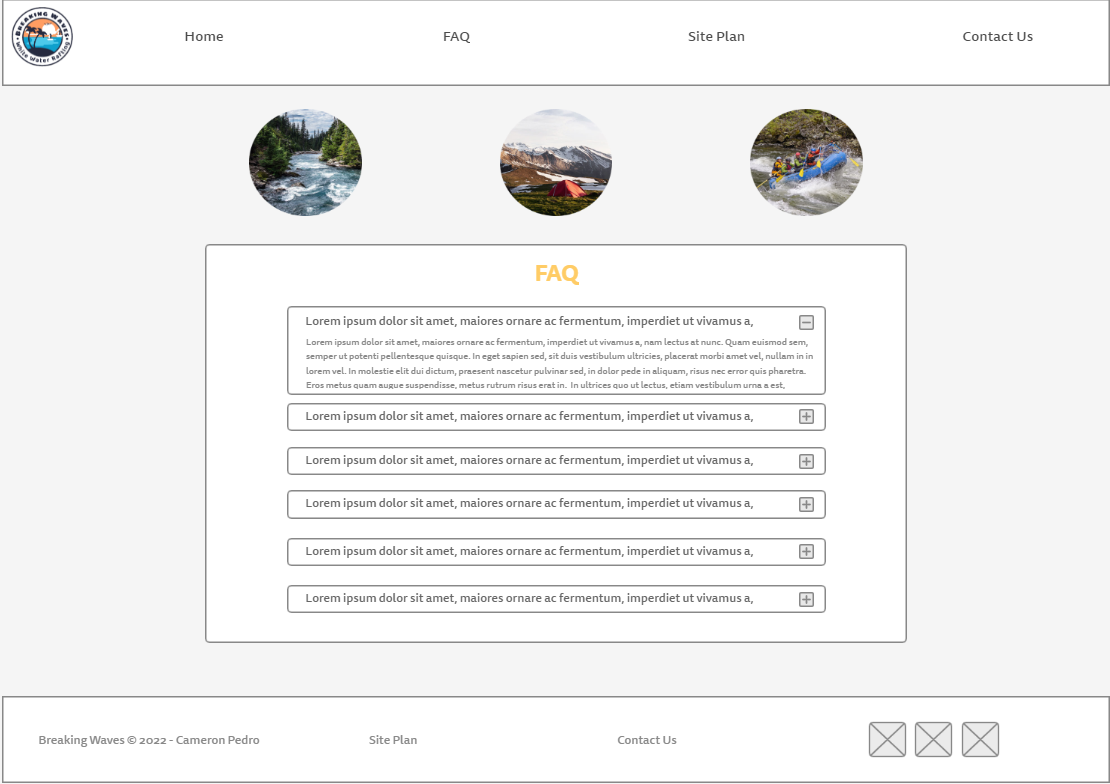 BREAKING WAVES
White Water Rafting
Home
FAQ
Site Plan
Contact Us
FAQ
Lorem ipsum dolor sit amet, maiores ornare ac fermentum, imperdiet ut vivamus a,
Lorem ipsum dolor sit amet, maiores ornare ac fermentum, imperdiet ut vivamus a, nam lectus at nunc. Quam euismod sem,
semper ut potenti pellentesque quisque. In eget sapien sed, sit duis vestibulum ultricies, placerat morbi amet vel, nullam in in
lorem vel. In molestie elit dui dictum, praesent nascetur pulvinar sed, in dolor pede in aliquam, risus nec error quis pharetra.
Eros metus quam augue suspendisse, metus rutrum risus erat in. In ultrices quo ut lectus, etiam vestibulum urna a est,
Lorem ipsum dolor sit amet, maiores ornare ac fermentum, imperdiet ut vivamus a,
Lorem ipsum dolor sit amet, maiores ornare ac fermentum, imperdiet ut vivamus a,
Lorem ipsum dolor sit amet, maiores ornare ac fermentum, imperdiet ut vivamus a,
Lorem ipsum dolor sit amet, maiores ornare ac fermentum, imperdiet ut vivamus a,
Lorem ipsum dolor sit amet, maiores ornare ac fermentum, imperdiet ut vivamus a,
Breaking Waves © 2022 - Cameron Pedro
Site Plan
Contact Us